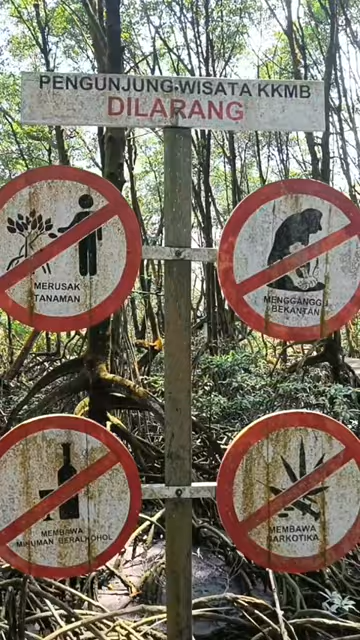 PENGUNJUNG WISATA KKMB
DILARANG
MERUSAK
TANAMAN
MENGGANGGU
BEKANTAN
MEMBAWA
MINUMAN BERALKOHOL
MEMBAWA
NARKOTIKA